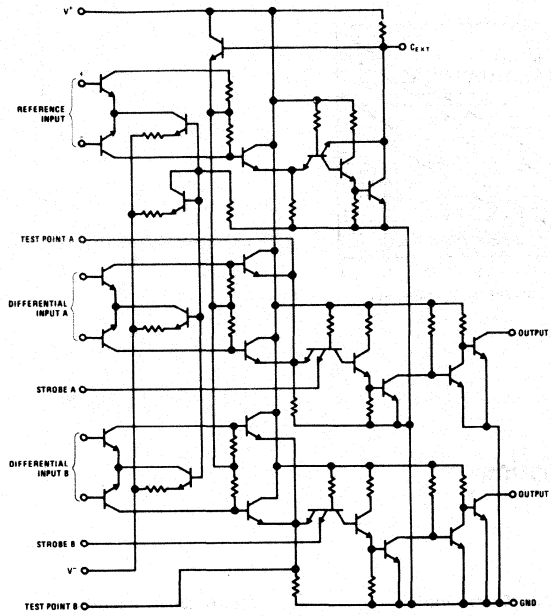 V+
C EXT
+
REFERENCE
INPUT
-
TEST POINT A
DIFFERENTIAL
INPUT A
OUTPUT
STROBE A
DIFFERENTIAL
INPUT B
OUTPUT
STROBE B
V-
TEST POINT B
GND